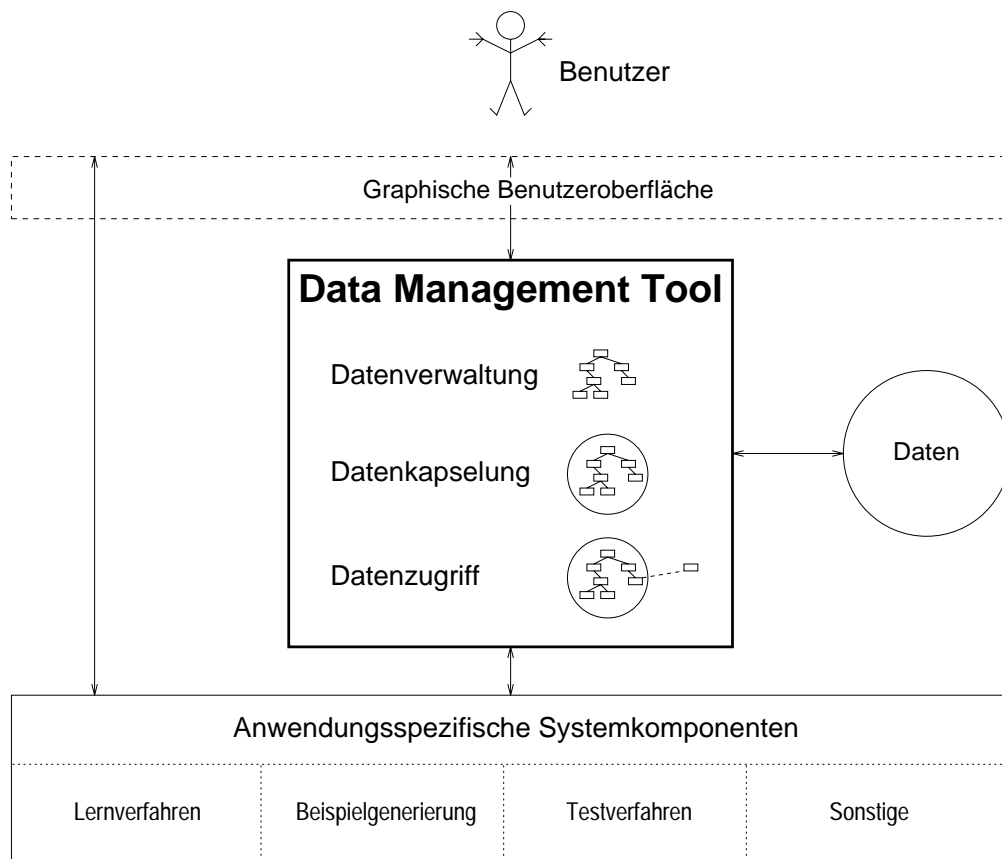 Benutzer
Graphische Benutzeroberfläche
Data Management Tool
Datenverwaltung
Datenkapselung
Daten
Datenzugriff
Anwendungsspezifische Systemkomponenten
Lernverfahren
Beispielgenerierung
Testverfahren
Sonstige